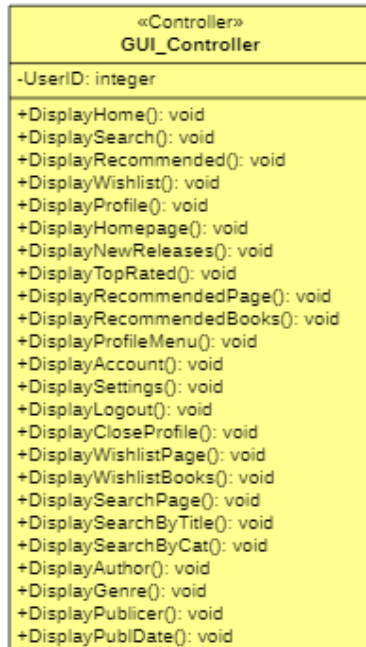 «Controller»
GUI_Controller
-UserID: integer
+DisplayHome(): void
+DisplaySearch(): void
+DisplayRecommended(): void
+DisplayWishlist(): void
+DisplayProfile(): void
+DisplayHomepage(): void
+DisplayNewReleases(): void
+DisplayTopRated(): void
+DisplayRecommendedPage(): void
+DisplayRecommendedBooks(): void
+DisplayProfileMenu(): void
+DisplayAccount(): void
+DisplaySettings(): void
+DisplayLogout(): void
+DisplayCloseProfile(): void
+DisplayWishlistPage(): void
+DisplayWishlistBooks(): void
+DisplaySearchPage(): void
+DisplaySearchByTitle(): void
+DisplaySearchByCat(): void
+DisplayAuthor(): void
+DisplayGenre(): void
+DisplayPublicer(): void
+DisplayPublDate(): void